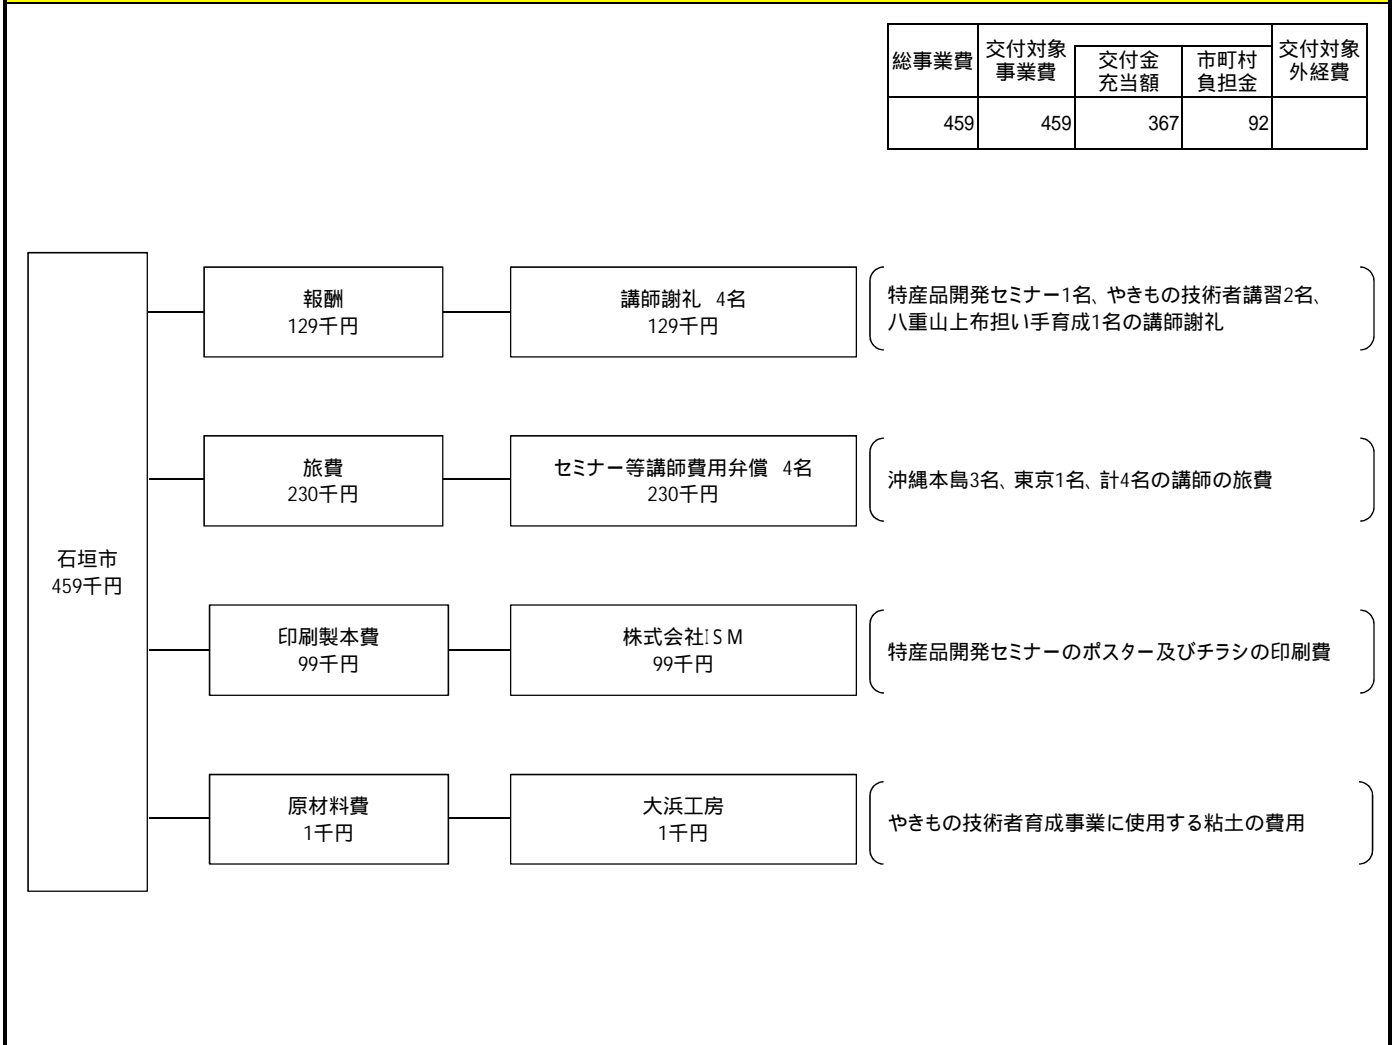 総事業費
交付対象
事業費
交付金
充当額
市町村
負担金
交付対象
外経費
459
459
367
92
石垣市
459千円
報酬
129千円
講師謝礼 4名
129千円
特産品開発セミナー1名、やきもの技術者講習2名、
八重山上布担い手育成1名の講師謝礼
旅費
230千円
セミナー等講師費用弁償 4名
230千円
沖縄本島3名、東京1名、計4名の講師の旅費
印刷製本費
99千円
株式会社ISM
99千円
特産品開発セミナーのポスター及びチラシの印刷費
原材料費
1千円
大浜工房
1千円
やきもの技術者育成事業に使用する粘土の費用